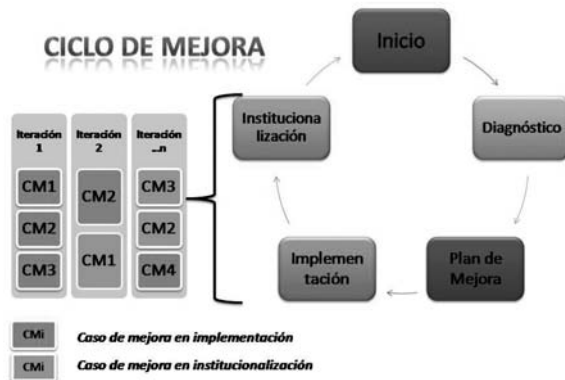 CICLO DE MEJORA
Inicio
Instituciona
lización
Diagnóstico
Implemen
tación
Plan de
Mejora
Iteración
1
Iteración
2
Iteración
...n
CM1
CM2
CM3
CM2
CM1
CM3
CM2
CM4
CMi
Caso de mejora en implementación
CMi
Caso de mejora en institucionalización